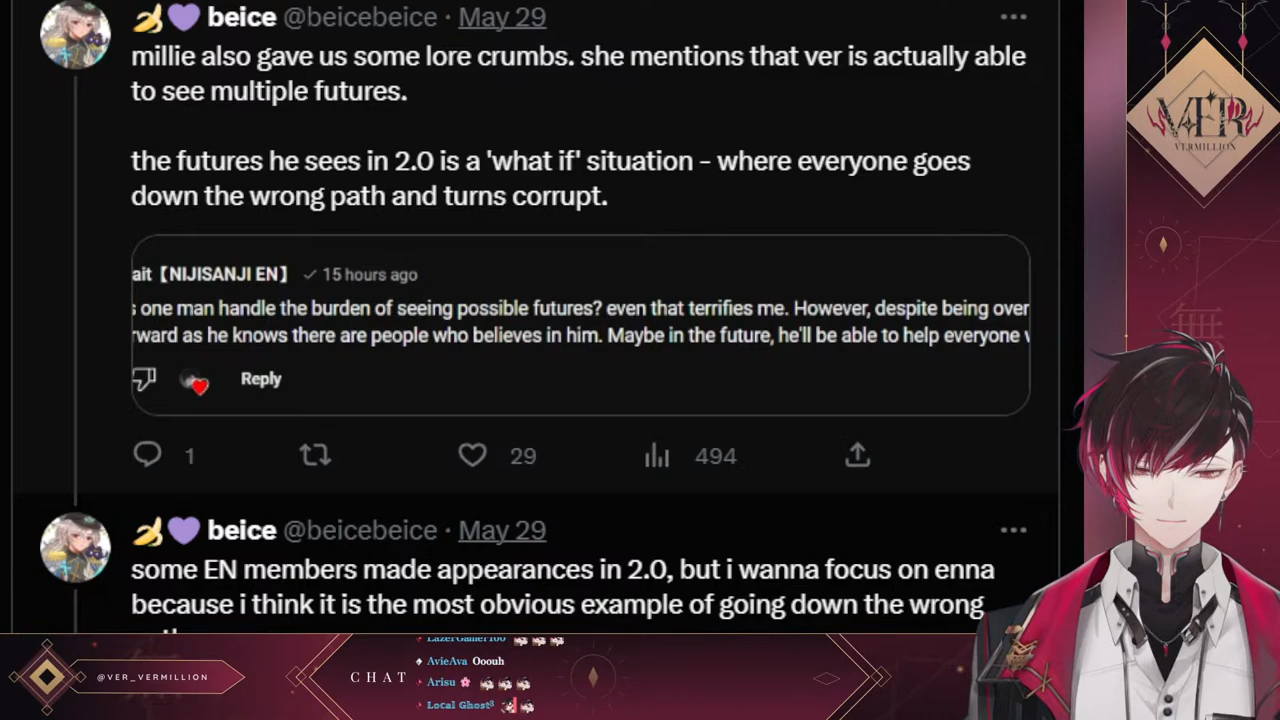 🍌💜 beice @beicebeice · May 29
millie also gave us some lore crumbs. she mentions that ver is actually able
to see multiple futures.
the futures he sees in 2.0 is a 'what if' situation - where everyone goes
down the wrong path and turns corrupt.
ait【NIJISANJI EN】 ✓ 15 hours ago
one man handle the burden of seeing possible futures? even that terrifies me. However, despite being over
rward as he knows there are people who believes in him. Maybe in the future, he'll be able to help everyone
Reply
1
29
494
🍌💜 beice @beicebeice · May 29
some EN members made appearances in 2.0, but i wanna focus on enna
because i think it is the most obvious example of going down the wrong
VER
VERMILLION
無
@VER_VERMILLION
CHAT
LazerGamer100
AvieAva Ooouh
Arisu
Local Ghost³